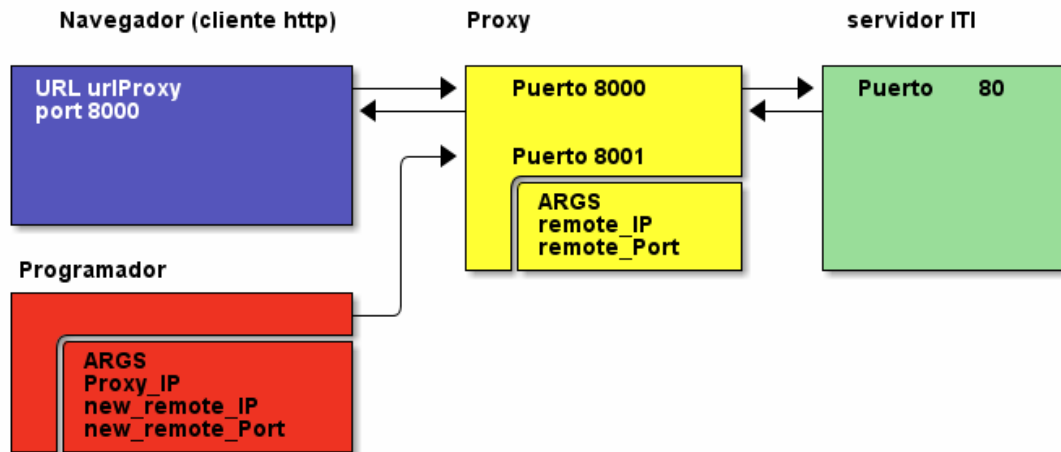 Navegador (cliente http)
Proxy
servidor ITI
URL urlProxy
port 8000
Puerto 8000
Puerto 8001
ARGS
remote_IP
remote_Port
Puerto 80
Programador
ARGS
Proxy_IP
new_remote_IP
new_remote_Port